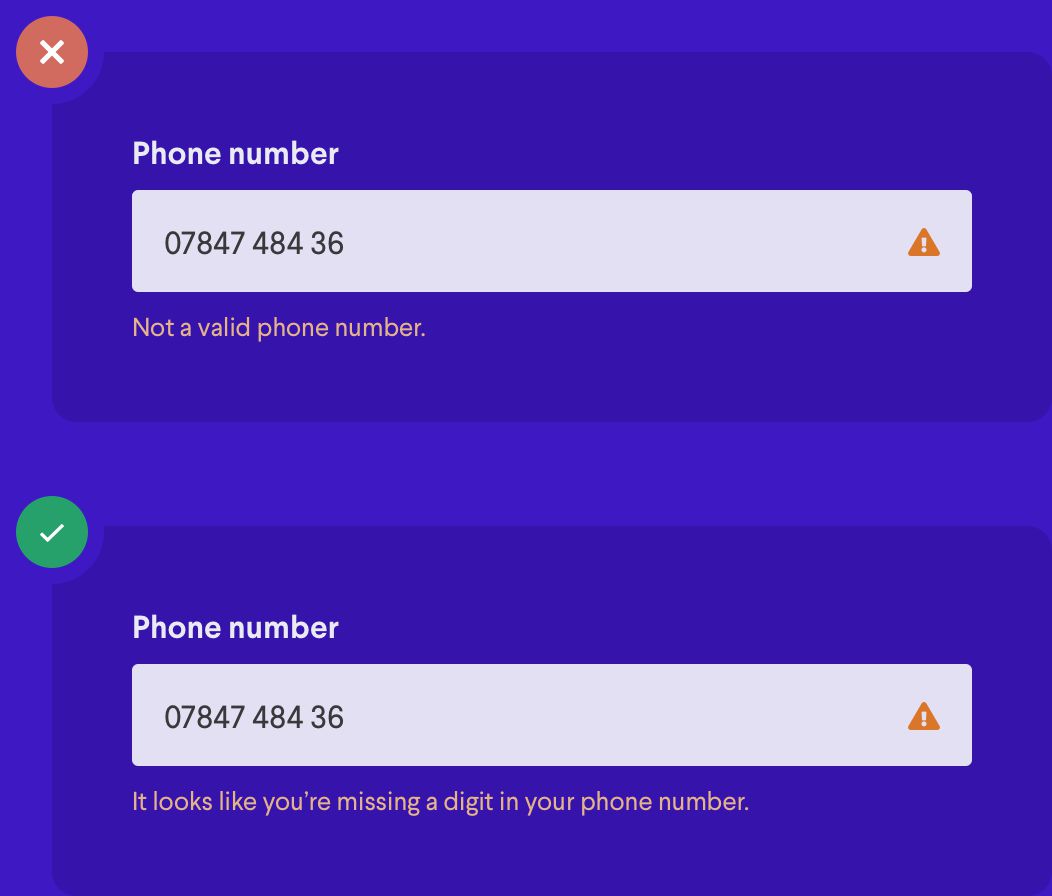 Phone number
07847 484 36
Not a valid phone number.
Phone number
07847 484 36
It looks like you’re missing a digit in your phone number.